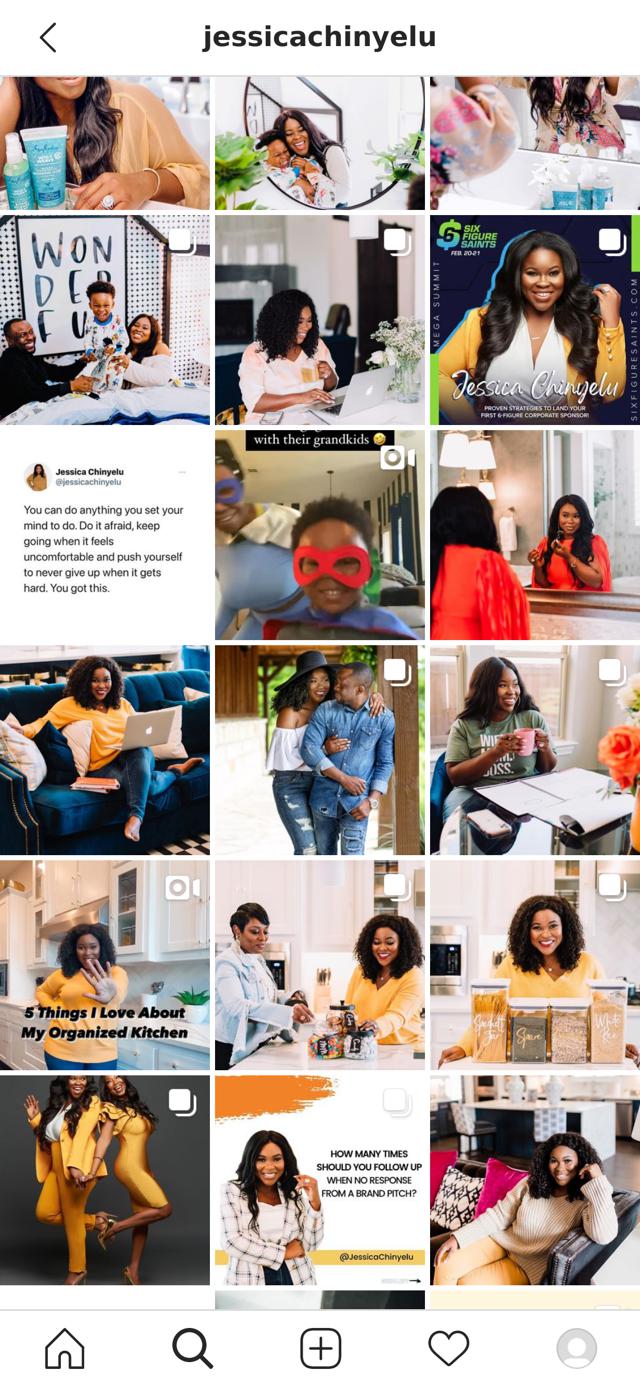 jessicachinyelu
WON
DER
FU
6 SIX
FIGURE
SAINTS
FEB. 20-21
MEGA SUMMIT
SIXFIGURESAINTS.COM
Jessica Chinyelu
PROVEN STRATEGIES TO LAND YOUR
FIRST 6-FIGURE CORPORATE SPONSOR!
Jessica Chinyelu
@jessicachinyelu
You can do anything you set your
mind to do. Do it afraid, keep
going when it feels
uncomfortable and push yourself
to never give up when it gets
hard. You got this.
with their grandkids 🤣
BOSS.
5 Things I Love About
My Organized Kitchen
Spaghetti
Jar
Spare
White
Rice
HOW MANY TIMES
SHOULD YOU FOLLOW UP
WHEN NO RESPONSE
FROM A BRAND PITCH?
@JessicaChinyelu